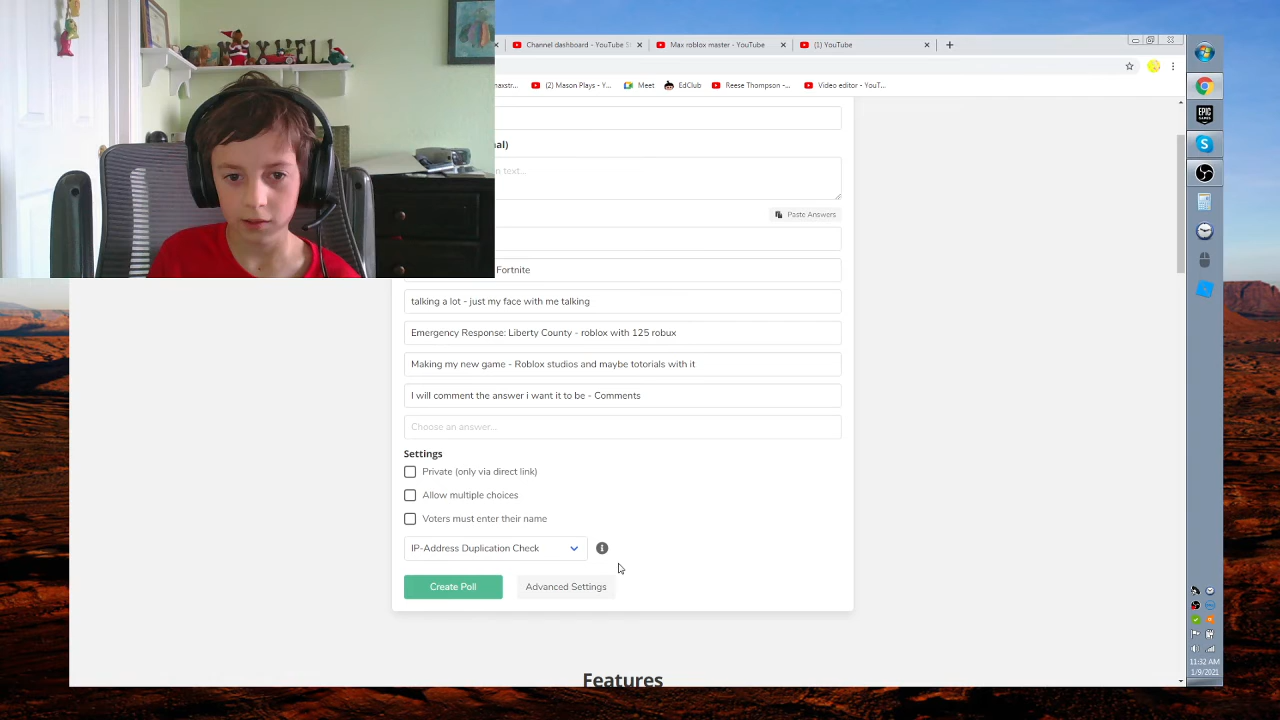 Channel dashboard - YouTube S
Max roblox master - YouTube
(1) YouTube
(2) Mason Plays - Y...
Meet
EdClub
Reese Thompson -...
Video editor - YouT...
Paste Answers
Fortnite
talking a lot - just my face with me talking
Emergency Response: Liberty County - roblox with 125 robux
Making my new game - Roblox studios and maybe totorials with it
I will comment the answer i want it to be - Comments
Choose an answer...
Settings
Private (only via direct link)
Allow multiple choices
Voters must enter their name
IP-Address Duplication Check
Create Poll
Advanced Settings
Features
EPIC GAMES
11:32 AM
1/9/2021